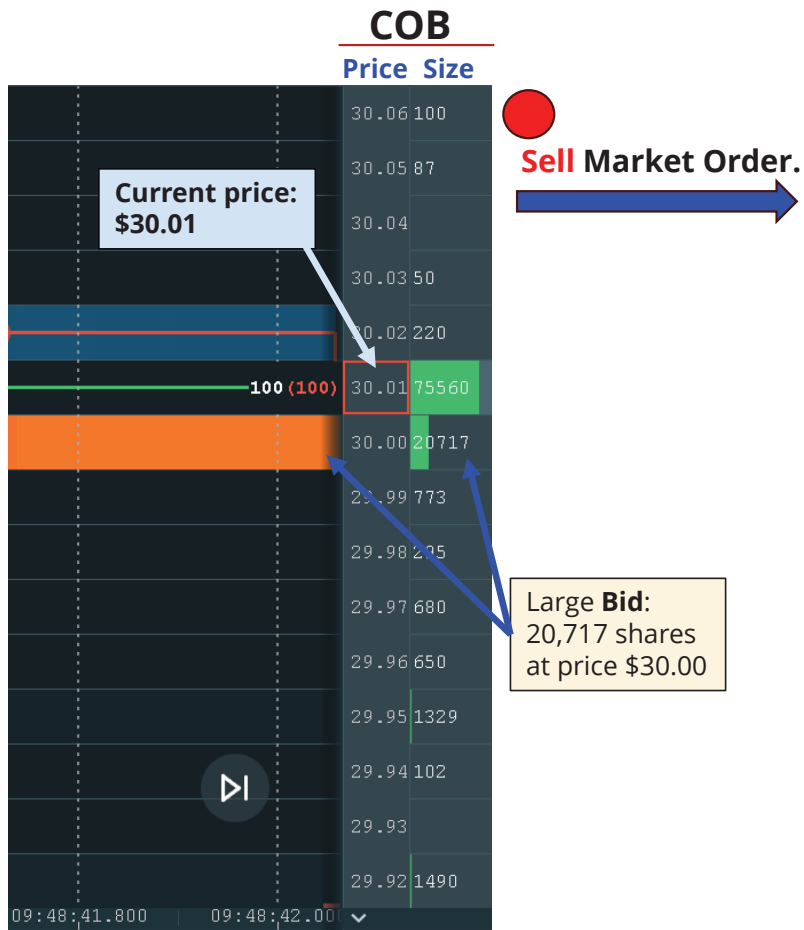 COB
Price Size
30.06 100
Sell Market Order.
30.05 87
Current price:
$30.01
30.04
30.03 50
30.02 220
100 (100) 30.01 75560
30.00 20717
29.99 773
29.98 295
Large Bid:
20,717 shares
at price $30.00
29.97 680
29.96 650
29.95 1329
29.94 102
29.93
29.92 1490
09:48:41.800 09:48:42.00